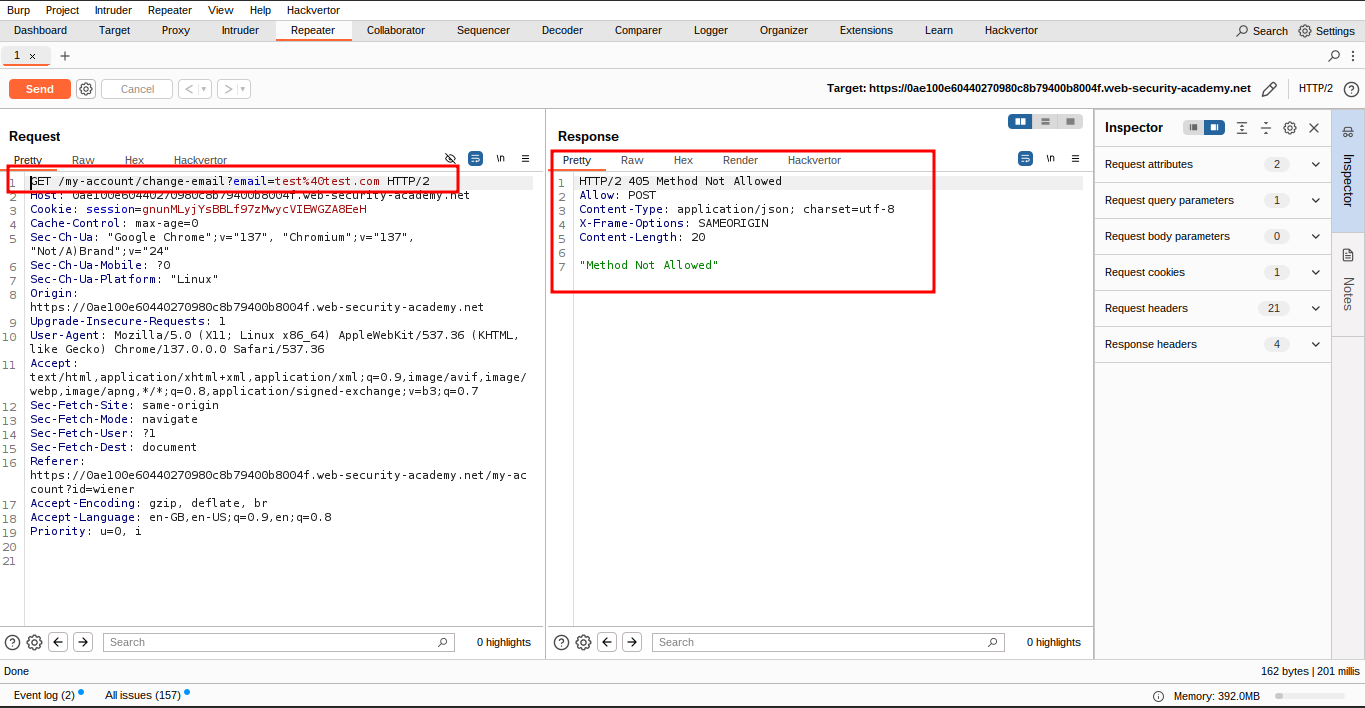 Burp Project Intruder Repeater View Help Hackvertor
Dashboard Target Proxy Intruder Repeater Collaborator Sequencer Decoder Comparer Logger Organizer Extensions Learn Hackvertor Search Settings
1 × +
Send Cancel < > Target: https://0ae100e60440270980c8b79400b8004f.web-security-academy.net HTTP/2
Request
Pretty Raw Hex Hackvertor \n
1 GET /my-account/change-email?email=test%40test.com HTTP/2
2 Host: 0ae100e60440270980c8b79400b8004f.web-security-academy.net
3 Cookie: session=gnunMLyjYsBBLf97zMwycVIEWGZA8EeH
4 Cache-Control: max-age=0
5 Sec-Ch-Ua: "Google Chrome";v="137", "Chromium";v="137",
"Not/A)Brand";v="24"
6 Sec-Ch-Ua-Mobile: ?0
7 Sec-Ch-Ua-Platform: "Linux"
8 Origin:
https://0ae100e60440270980c8b79400b8004f.web-security-academy.net
9 Upgrade-Insecure-Requests: 1
10 User-Agent: Mozilla/5.0 (X11; Linux x86_64) AppleWebKit/537.36 (KHTML,
like Gecko) Chrome/137.0.0.0 Safari/537.36
11 Accept:
text/html,application/xhtml+xml,application/xml;q=0.9,image/avif,image/
webp,image/apng,*/*;q=0.8,application/signed-exchange;v=b3;q=0.7
12 Sec-Fetch-Site: same-origin
13 Sec-Fetch-Mode: navigate
14 Sec-Fetch-User: ?1
15 Sec-Fetch-Dest: document
16 Referer:
https://0ae100e60440270980c8b79400b8004f.web-security-academy.net/my-ac
count?id=wiener
17 Accept-Encoding: gzip, deflate, br
18 Accept-Language: en-GB,en-US;q=0.9,en;q=0.8
19 Priority: u=0, i
20
21
Search 0 highlights
Response
Pretty Raw Hex Render Hackvertor \n
1 HTTP/2 405 Method Not Allowed
2 Allow: POST
3 Content-Type: application/json; charset=utf-8
4 X-Frame-Options: SAMEORIGIN
5 Content-Length: 20
6
7 "Method Not Allowed"
Search 0 highlights
Inspector
Request attributes 2
Request query parameters 1
Request body parameters 0
Request cookies 1
Request headers 21
Response headers 4
Inspector
Notes
Done 162 bytes | 201 millis
Event log (2) All issues (157) Memory: 392.0MB